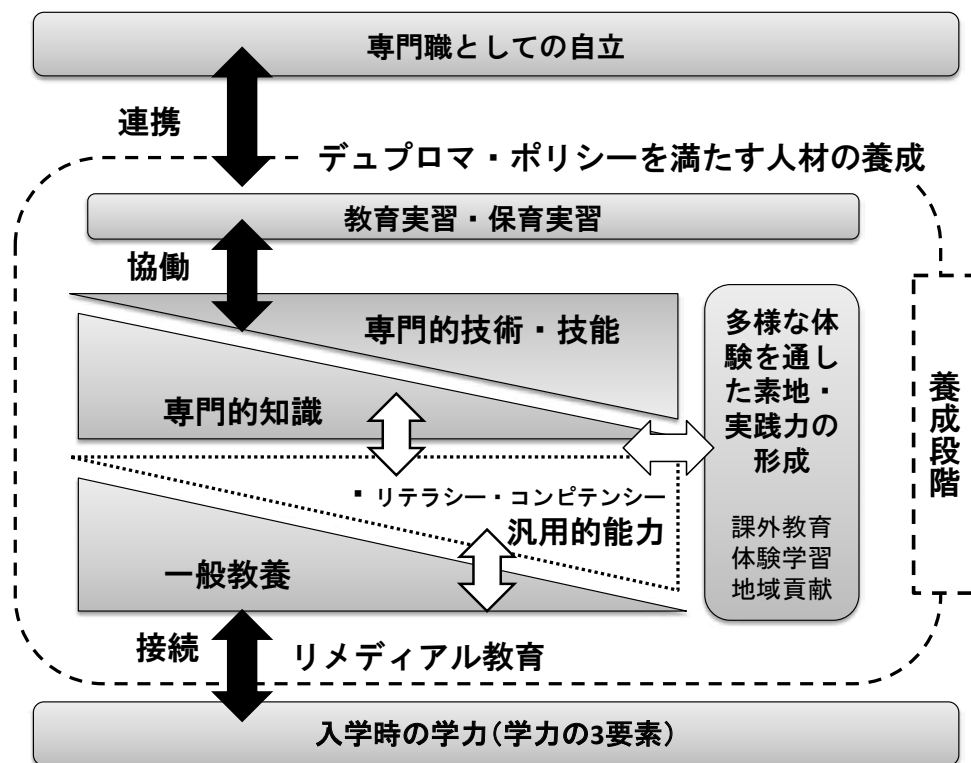 専門職としての自立
連携
デュプロマ・ポリシーを満たす人材の養成
教育実習・保育実習
協働
専門的技術・技能
専門的知識
多様な体
験を通し
た素地・
実践力の
形成
課外教育
体験学習
地域貢献
養成段階
・リテラシー・コンピテンシー
汎用的能力
一般教養
接続
リメディアル教育
入学時の学力（学力の3要素）